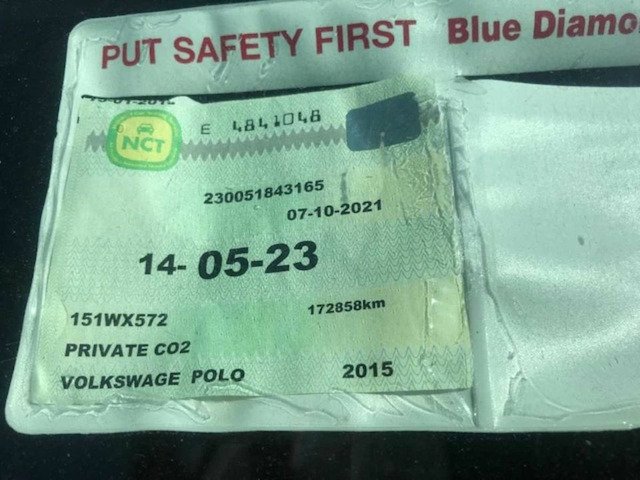 PUT SAFETY FIRST Blue Diamo
E 4841048
NCT
230051843165
07-10-2021
14-05-23
151WX572
172858km
PRIVATE CO2
VOLKSWAGE POLO 2015